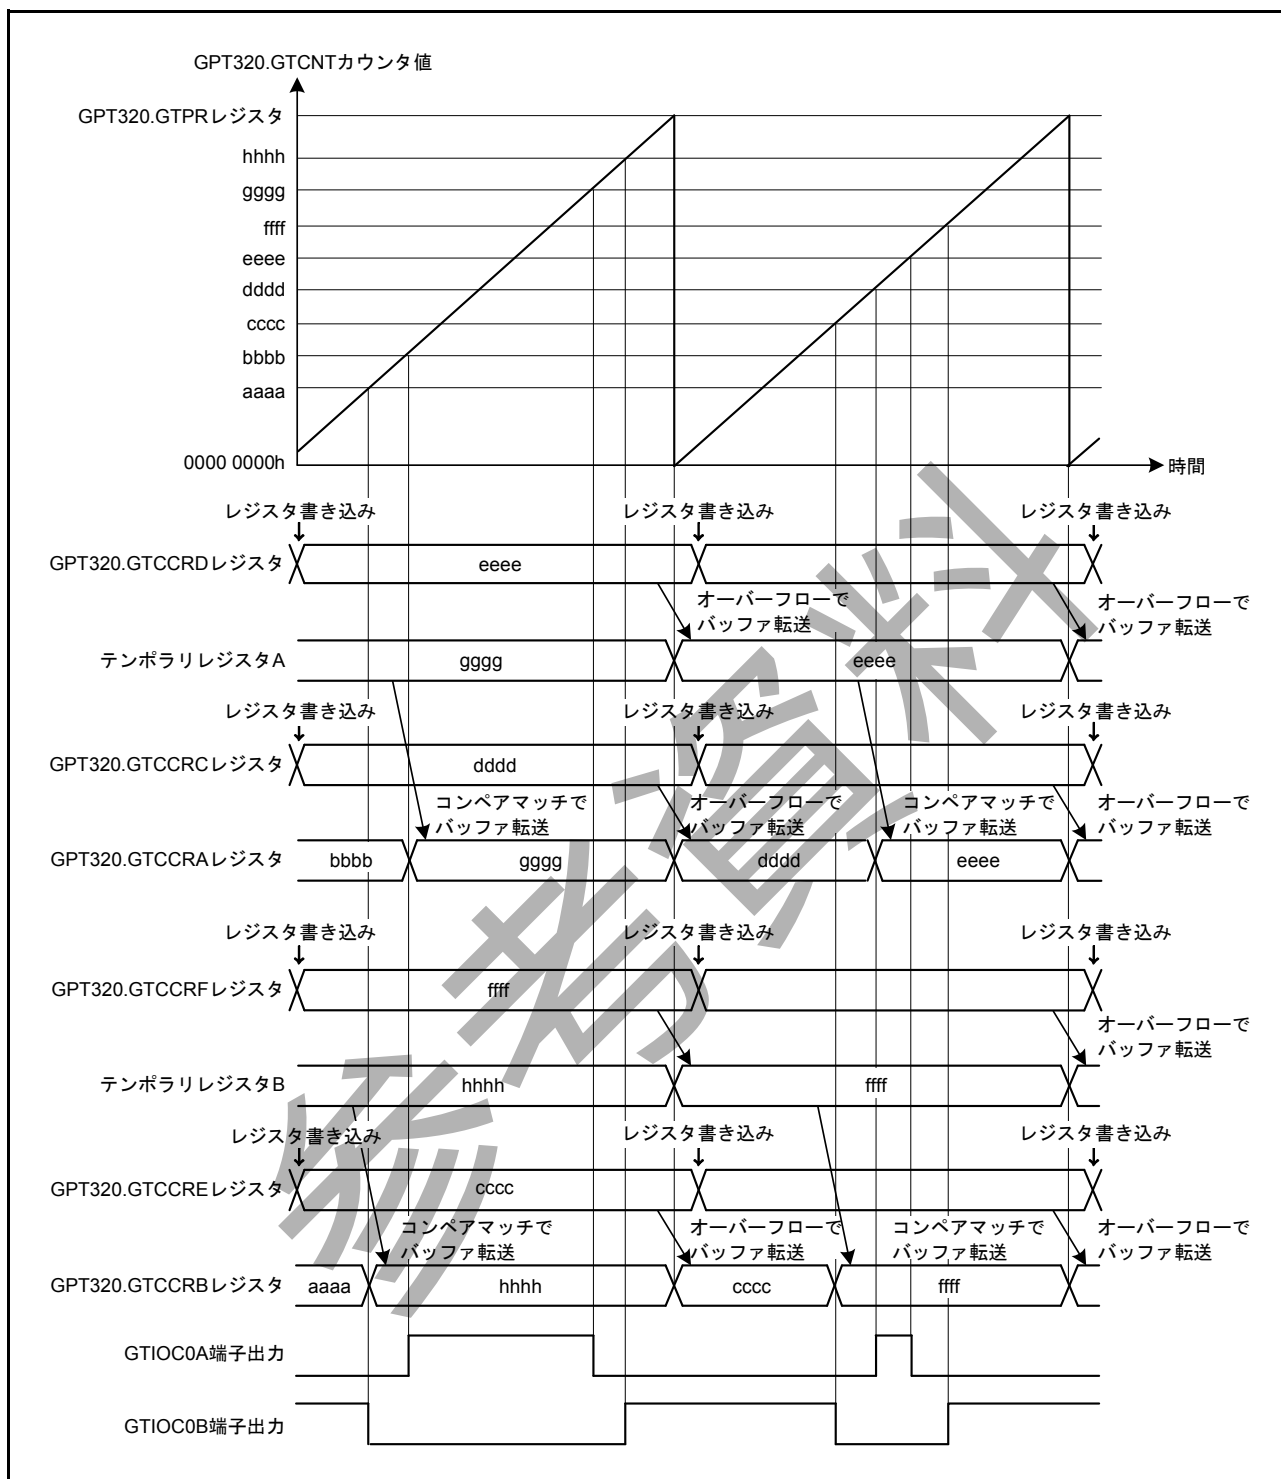 GPT320.GTCNTカウンタ値
GPT320.GTPRレジスタ
hhhh
gggg
ffff
eeee
dddd
cccc
bbbb
aaaa
0000 0000h
時間
レジスタ書き込み レジスタ書き込み レジスタ書き込み
GPT320.GTCCRDレジスタ
eeee
オーバーフローで
バッファ転送
オーバーフローで
バッファ転送
テンポラリレジスタA
gggg
eeee
レジスタ書き込み レジスタ書き込み レジスタ書き込み
GPT320.GTCCRCレジスタ
dddd
コンペアマッチで
バッファ転送
オーバーフローで
バッファ転送
コンペアマッチで
バッファ転送
オーバーフローで
バッファ転送
GPT320.GTCCRAレジスタ
bbbb
gggg
dddd
eeee
レジスタ書き込み レジスタ書き込み レジスタ書き込み
GPT320.GTCCRFレジスタ
ffff
オーバーフローで
バッファ転送
テンポラリレジスタB
hhhh
ffff
レジスタ書き込み レジスタ書き込み レジスタ書き込み
GPT320.GTCCREレジスタ
cccc
コンペアマッチで
バッファ転送
オーバーフローで
バッファ転送
コンペアマッチで
バッファ転送
オーバーフローで
バッファ転送
GPT320.GTCCRBレジスタ
aaaa
hhhh
cccc
ffff
GTIOC0A端子出力
GTIOC0B端子出力
参考資料